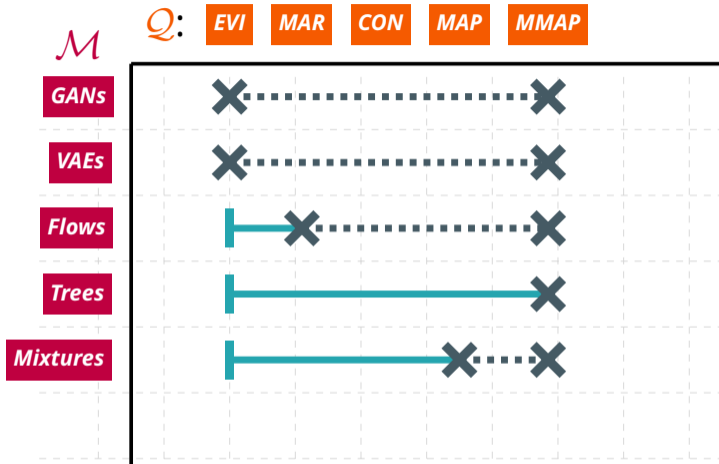 𝒬: EVI MAR CON MAP MMAP
ℳ
GANs
VAEs
Flows
Trees
Mixtures